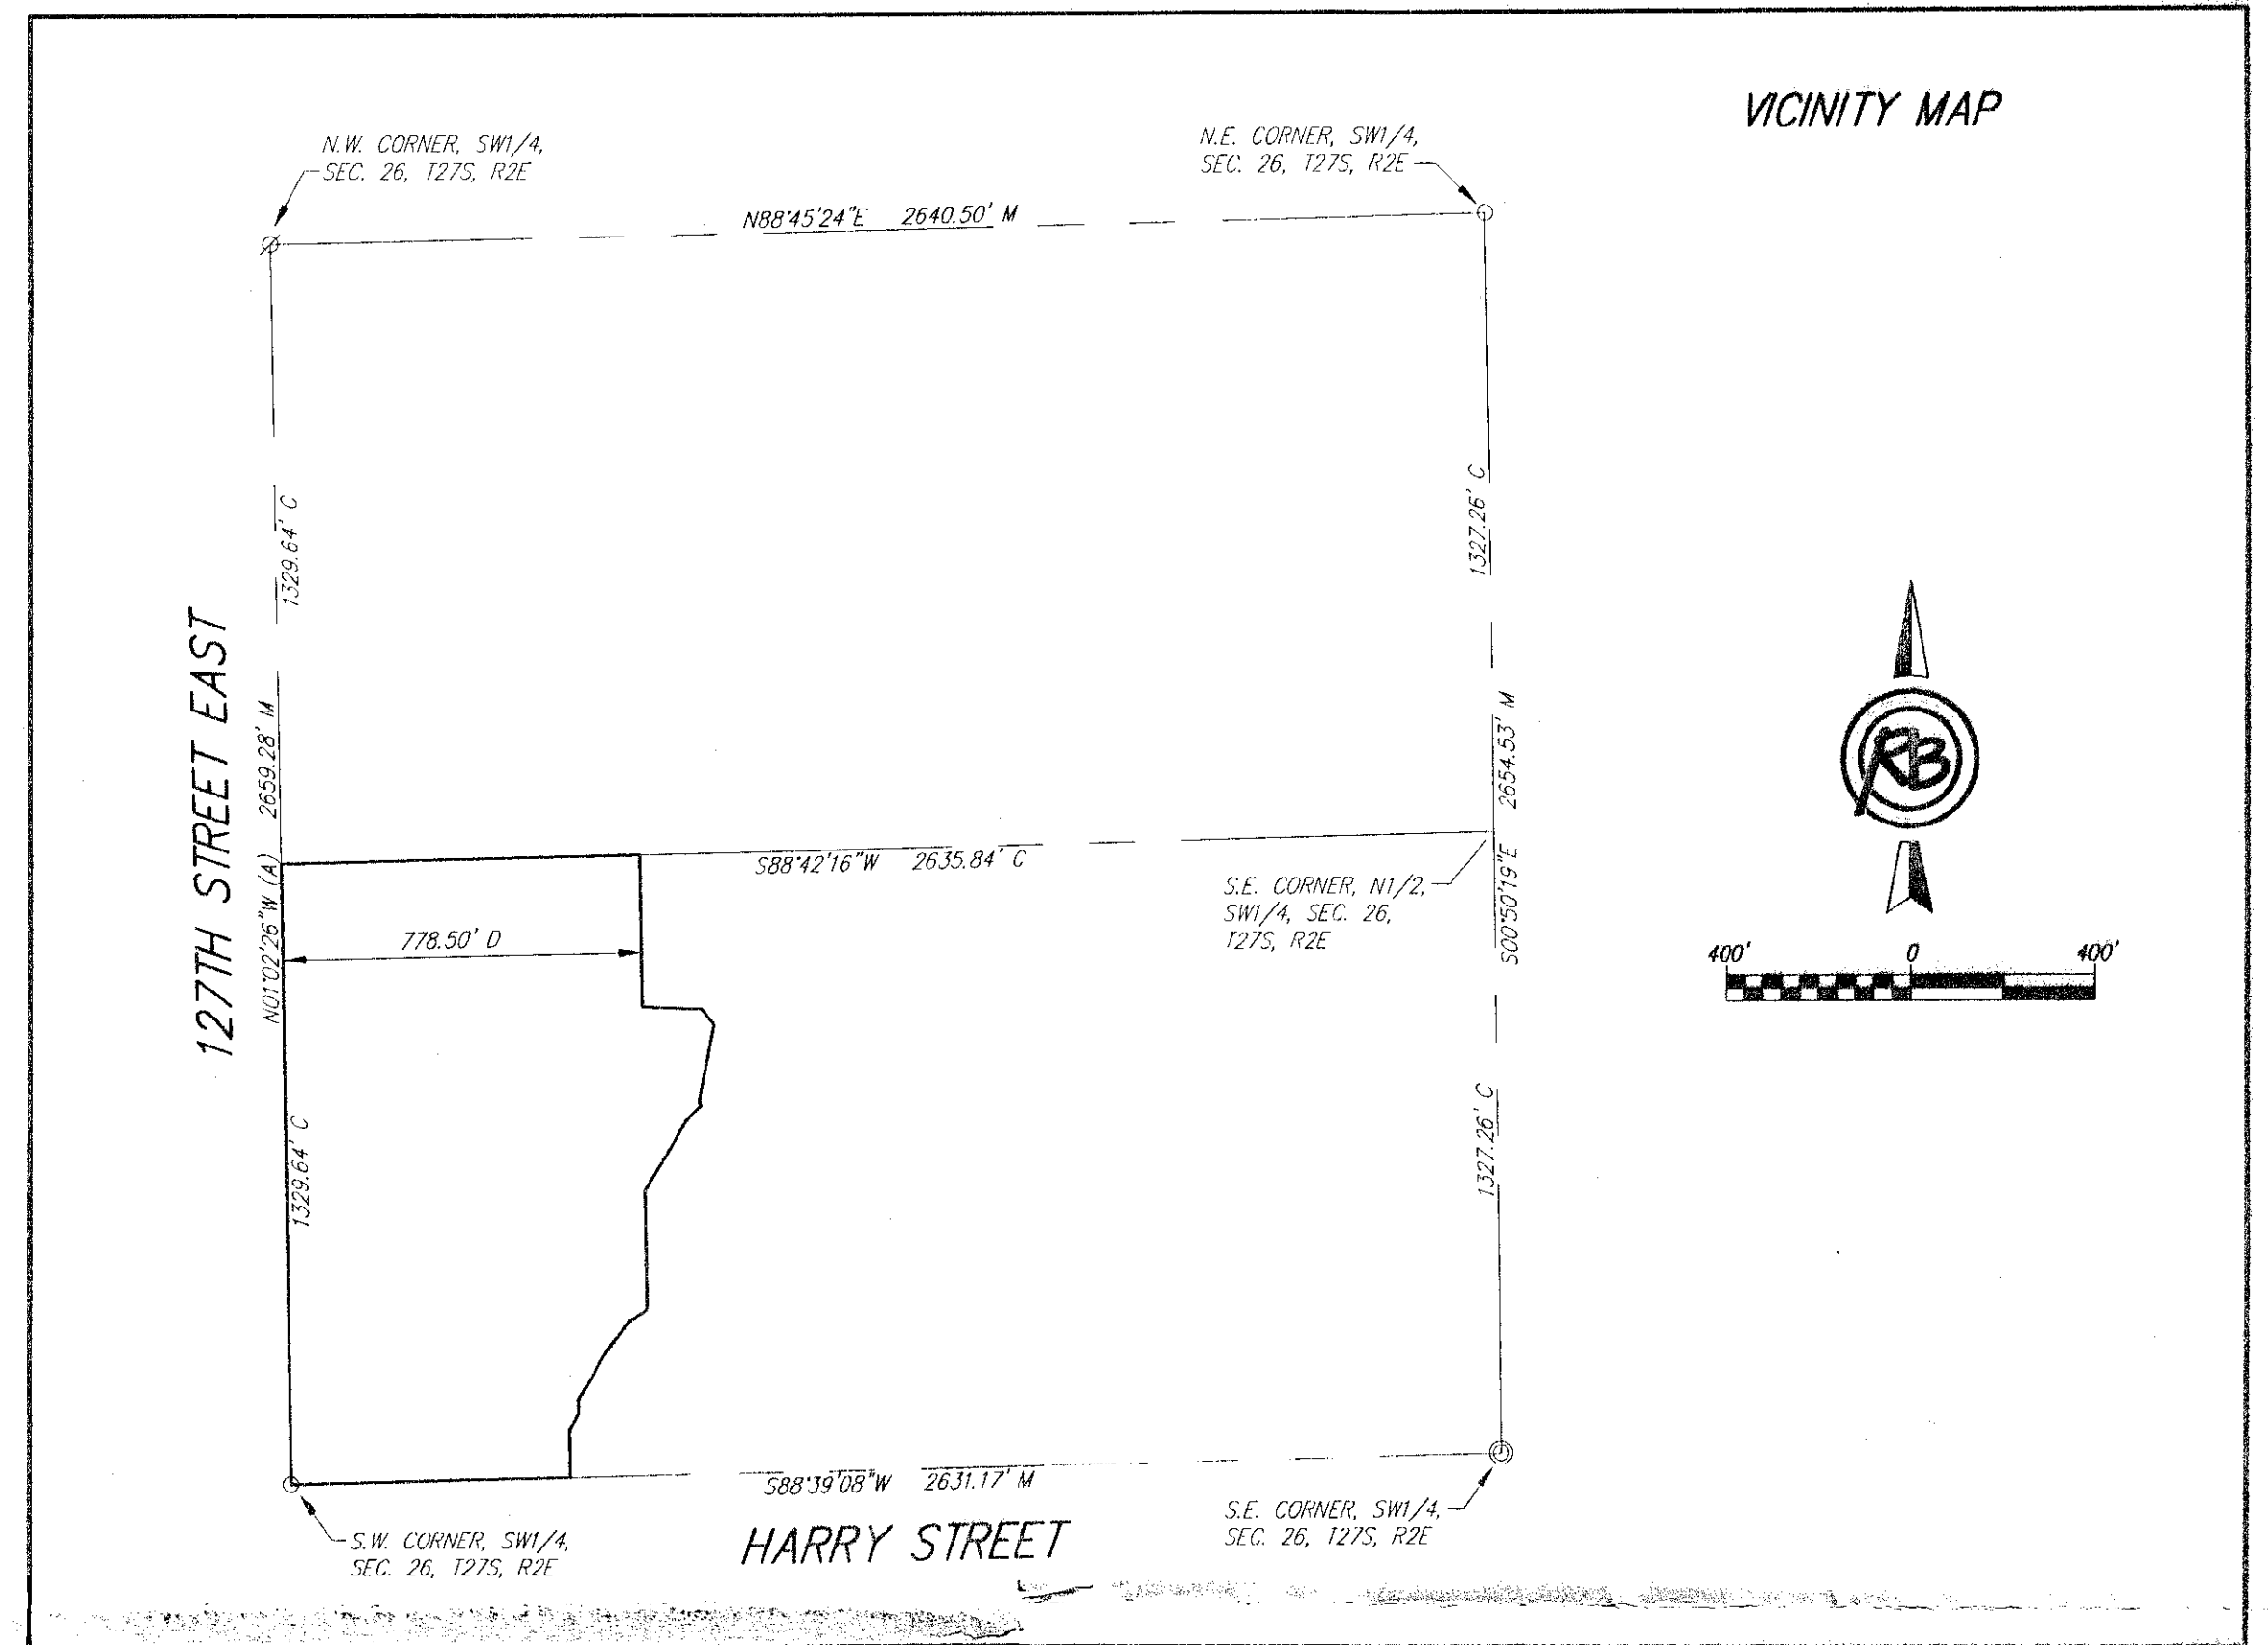 VICINITY MAP
N.W. CORNER, SW1/4,
SEC. 26, T27S, R2E
N.E. CORNER, SW1/4,
SEC. 26, T27S, R2E
N88°45'24"E 2640.50' M
1329.64' C
1327.26' C
127TH STREET EAST
N01°02'26"W (A) 2659.28' M
S00°50'19"E 2654.53' M
RB
S88°42'16"W 2635.84' C
S.E. CORNER, N1/2,
SW1/4, SEC. 26,
T27S, R2E
778.50' D
400' 0 400'
1329.64' C
1327.26' C
S88°39'08"W 2631.17' M
HARRY STREET
S.W. CORNER, SW1/4,
SEC. 26, T27S, R2E
S.E. CORNER, SW1/4,
SEC. 26, T27S, R2E